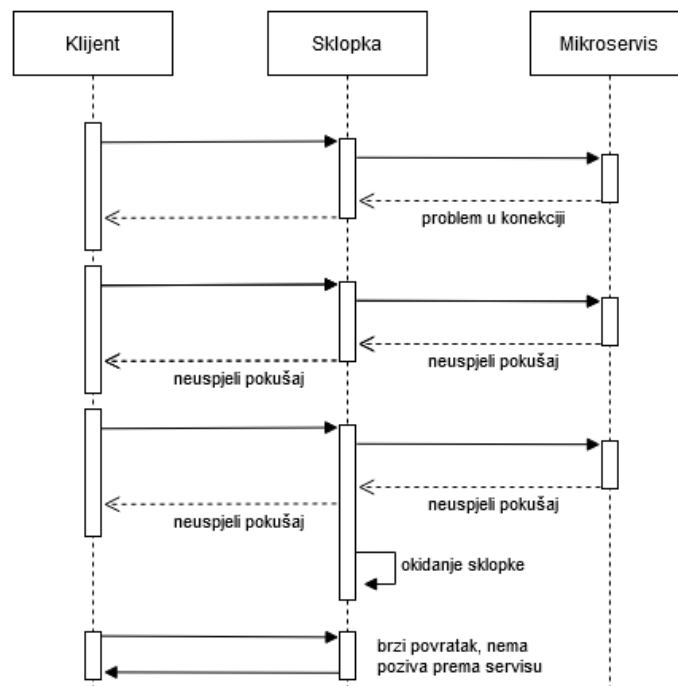 Klijent
Sklopka
Mikroservis
problem u konekciji
neuspjeli pokušaj
neuspjeli pokušaj
neuspjeli pokušaj
neuspjeli pokušaj
okidanje sklopke
brzi povratak, nema
poziva prema servisu